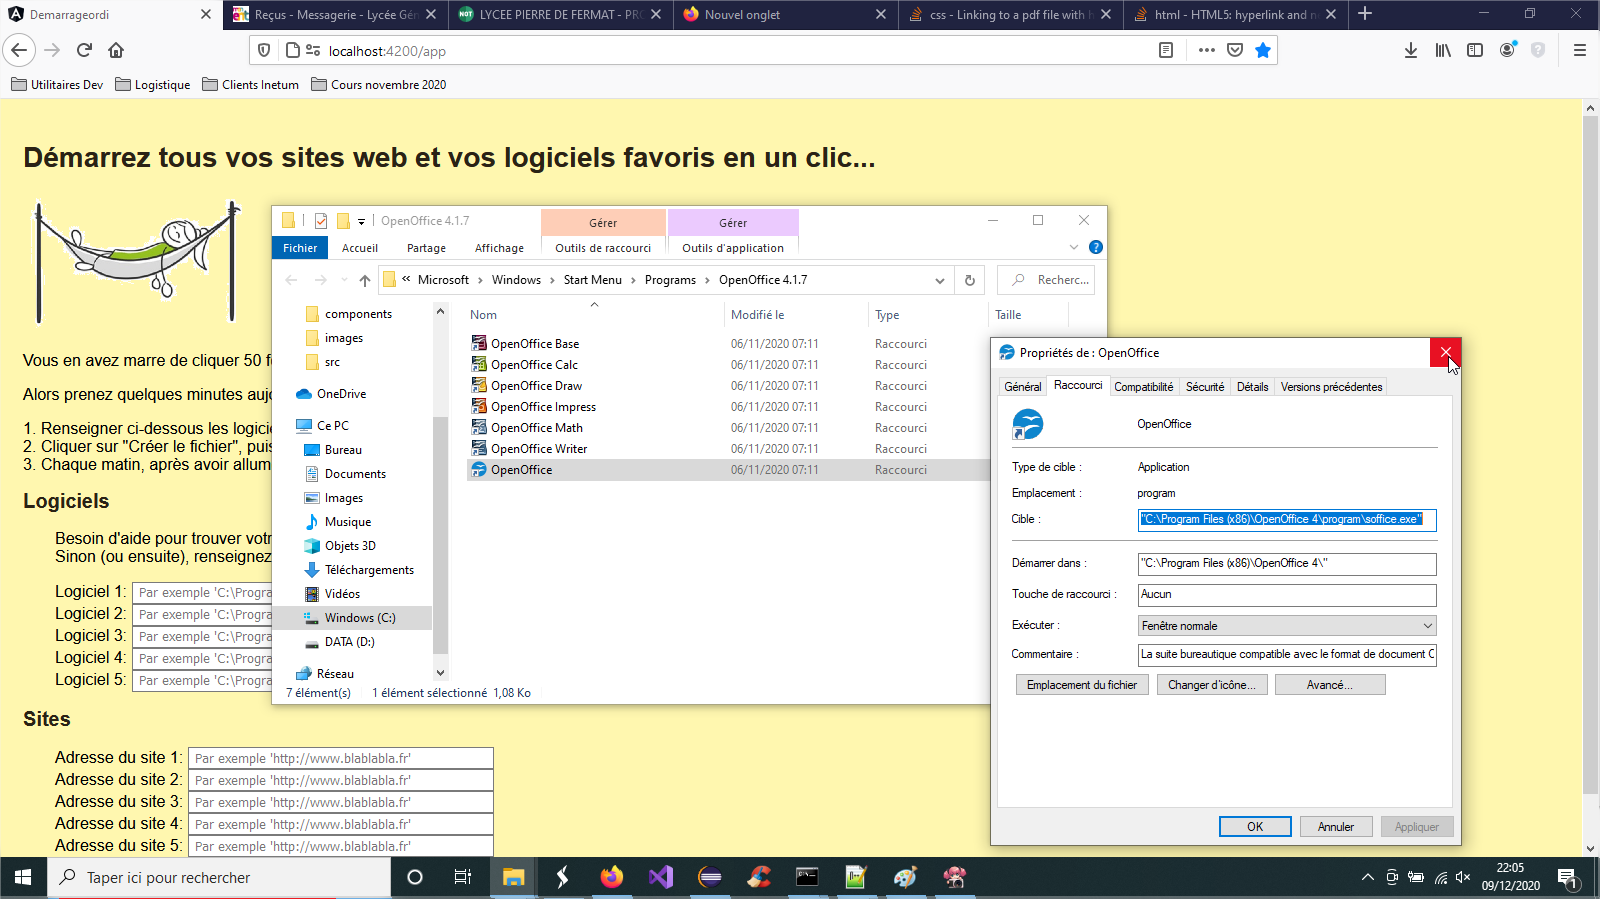 Demarrageordi
Reçus - Messagerie - Lycée Gén
LYCEE PIERRE DE FERMAT - PRO
Nouvel onglet
css - Linking to a pdf file with h
html - HTML5: hyperlink and n
localhost:4200/app
Utilitaires Dev
Logistique
Clients Inetum
Cours novembre 2020
Démarrez tous vos sites web et vos logiciels favoris en un clic...
Vous en avez marre de cliquer 50 f
Alors prenez quelques minutes auj
1. Renseigner ci-dessous les logici
2. Cliquer sur "Créer le fichier", pui
3. Chaque matin, après avoir allum
Logiciels
Besoin d'aide pour trouver vot
Sinon (ou ensuite), renseignez
Logiciel 1: Par exemple 'C:\Progra
Logiciel 2: Par exemple 'C:\Progra
Logiciel 3: Par exemple 'C:\Progra
Logiciel 4: Par exemple 'C:\Progra
Logiciel 5: Par exemple 'C:\Progra
Sites
Adresse du site 1: Par exemple 'http://www.blablabla.fr'
Adresse du site 2: Par exemple 'http://www.blablabla.fr'
Adresse du site 3: Par exemple 'http://www.blablabla.fr'
Adresse du site 4: Par exemple 'http://www.blablabla.fr'
Adresse du site 5: Par exemple 'http://www.blablabla.fr'
OpenOffice 4.1.7
Gérer
Gérer
Fichier
Accueil
Partage
Affichage
Outils de raccourci
Outils d'application
« Microsoft › Windows › Start Menu › Programs › OpenOffice 4.1.7
Recherc...
components
images
src
OneDrive
Ce PC
Bureau
Documents
Images
Musique
Objets 3D
Téléchargements
Vidéos
Windows (C:)
DATA (D:)
Réseau
Nom Modifié le Type Taille
OpenOffice Base 06/11/2020 07:11 Raccourci
OpenOffice Calc 06/11/2020 07:11 Raccourci
OpenOffice Draw 06/11/2020 07:11 Raccourci
OpenOffice Impress 06/11/2020 07:11 Raccourci
OpenOffice Math 06/11/2020 07:11 Raccourci
OpenOffice Writer 06/11/2020 07:11 Raccourci
OpenOffice 06/11/2020 07:11 Raccourci
7 élément(s) 1 élément sélectionné 1,08 Ko
Propriétés de : OpenOffice
Général
Raccourci
Compatibilité
Sécurité
Détails
Versions précédentes
OpenOffice
Type de cible : Application
Emplacement : program
Cible : "C:\Program Files (x86)\OpenOffice 4\program\soffice.exe"
Démarrer dans : "C:\Program Files (x86)\OpenOffice 4\"
Touche de raccourci : Aucun
Exécuter : Fenêtre normale
Commentaire : La suite bureautique compatible avec le format de document
Emplacement du fichier
Changer d'icône...
Avancé...
OK
Annuler
Appliquer
Taper ici pour rechercher
22:05
09/12/2020
1